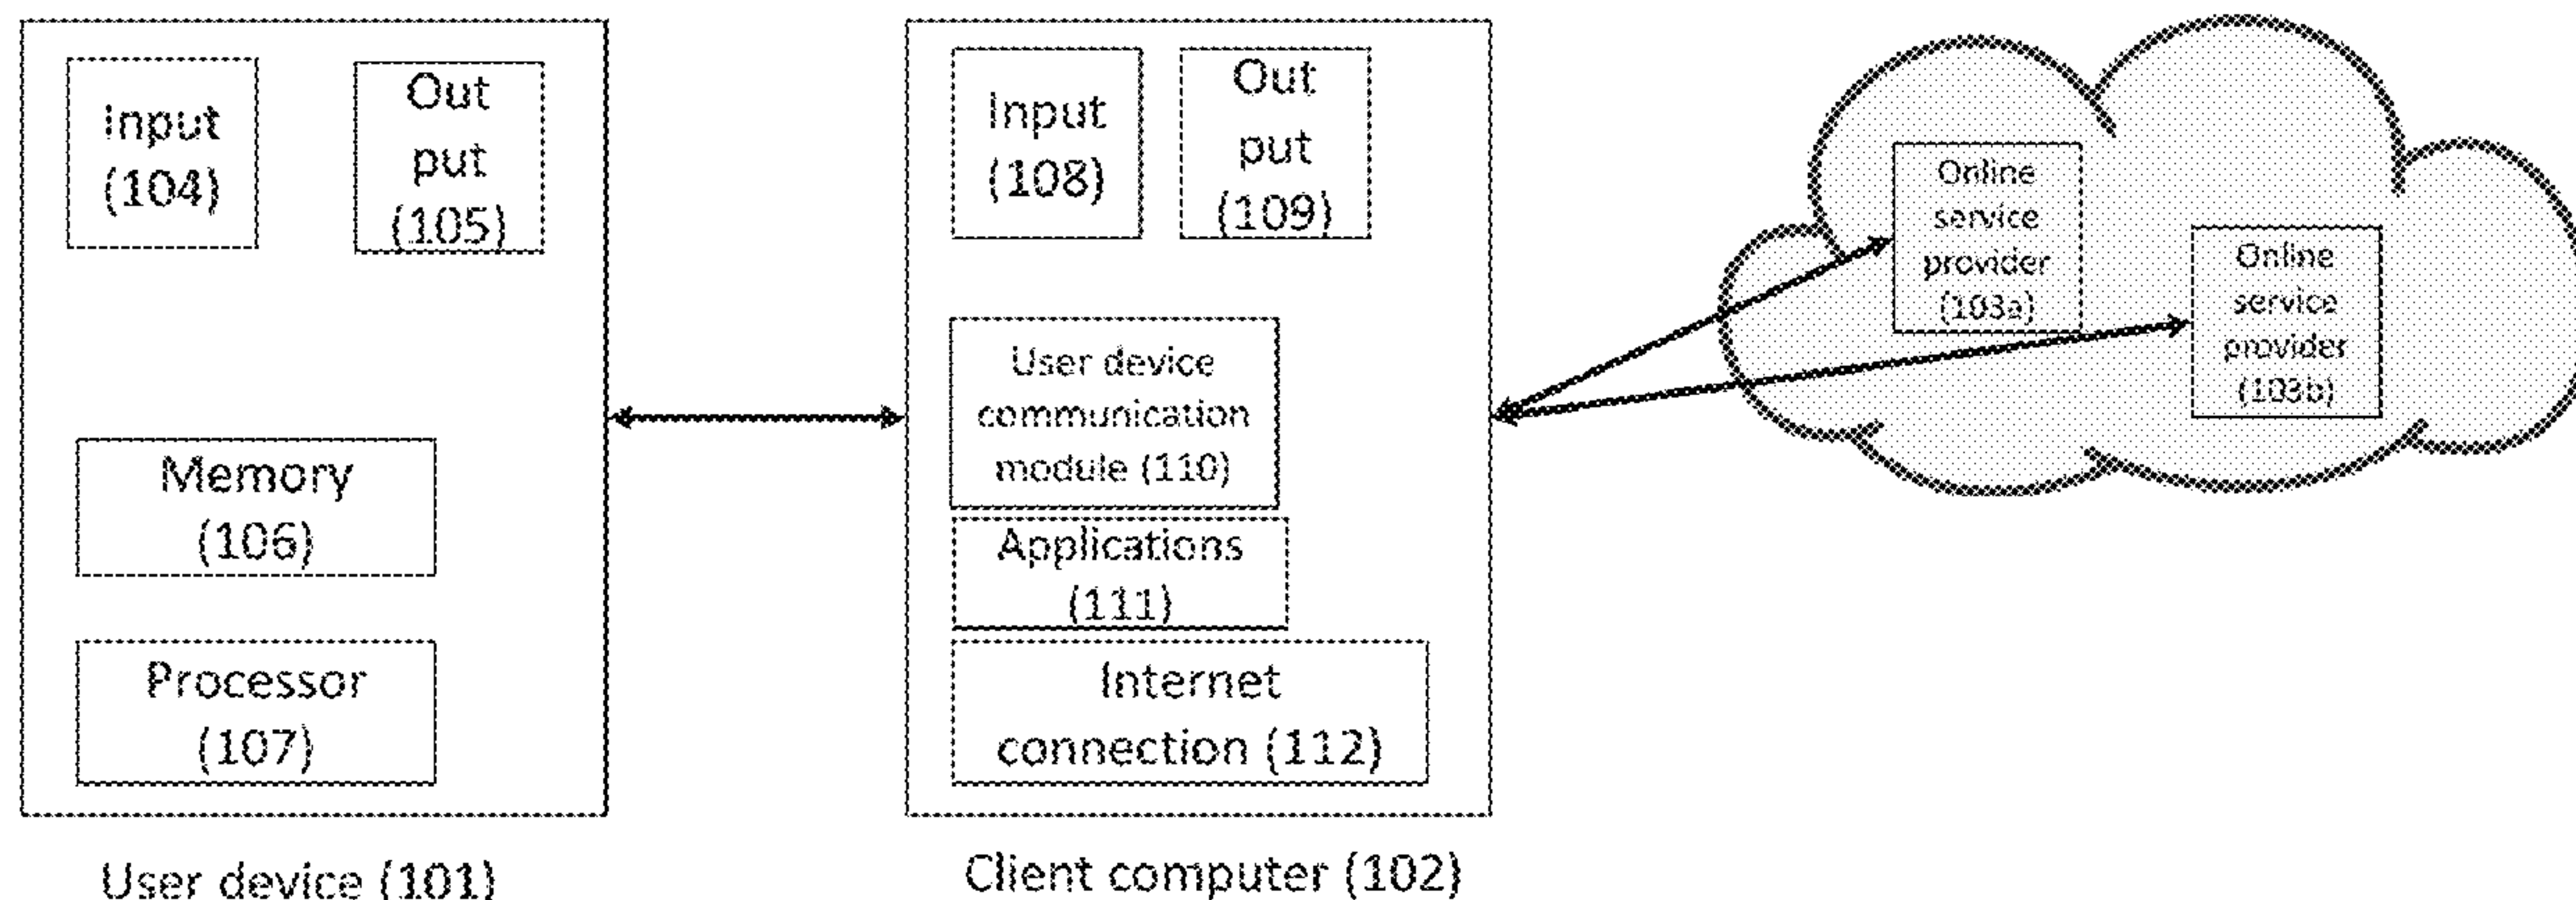 Input
(104)
Out
put
(105)
Memory
(106)
Processor
(107)
User device (101)
Input
(108)
Out
put
(109)
User device
communication
module (110)
Applications
(111)
Internet
connection (112)
Client computer (102)
Online
service
provider
(103a)
Online
service
provider
(103b)